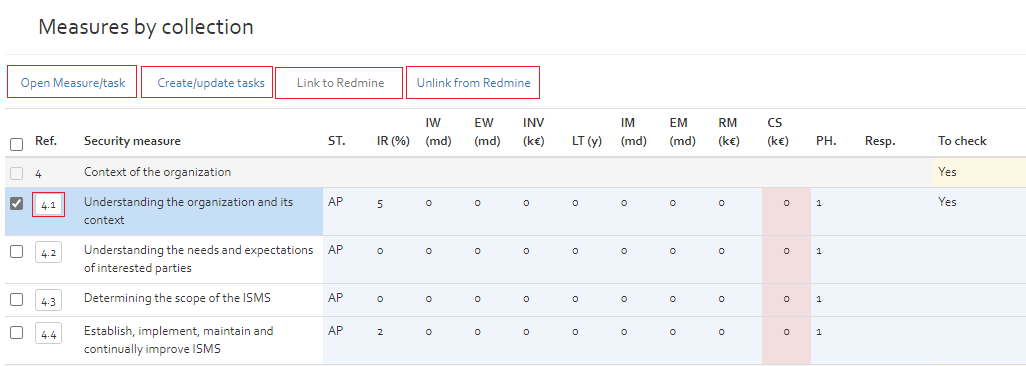 Measures by collection
Open Measure/task Create/update tasks Link to Redmine Unlink from Redmine
Ref. Security measure ST. IR (%) IW (md) EW (md) INV (k€) LT (y) IM (md) EM (md) RM (k€) CS (k€) PH. Resp. To check
4 Context of the organization Yes
4.1 Understanding the organization and its AP 5 0 0 0 0 0 0 0 0 1 Yes
context
4.2 Understanding the needs and expectations AP 0 0 0 0 0 0 0 0 0 1
of interested parties
4.3 Determining the scope of the ISMS AP 0 0 0 0 0 0 0 0 0 1
4.4 Establish, implement, maintain and AP 2 0 0 0 0 0 0 0 0 1
continually improve ISMS